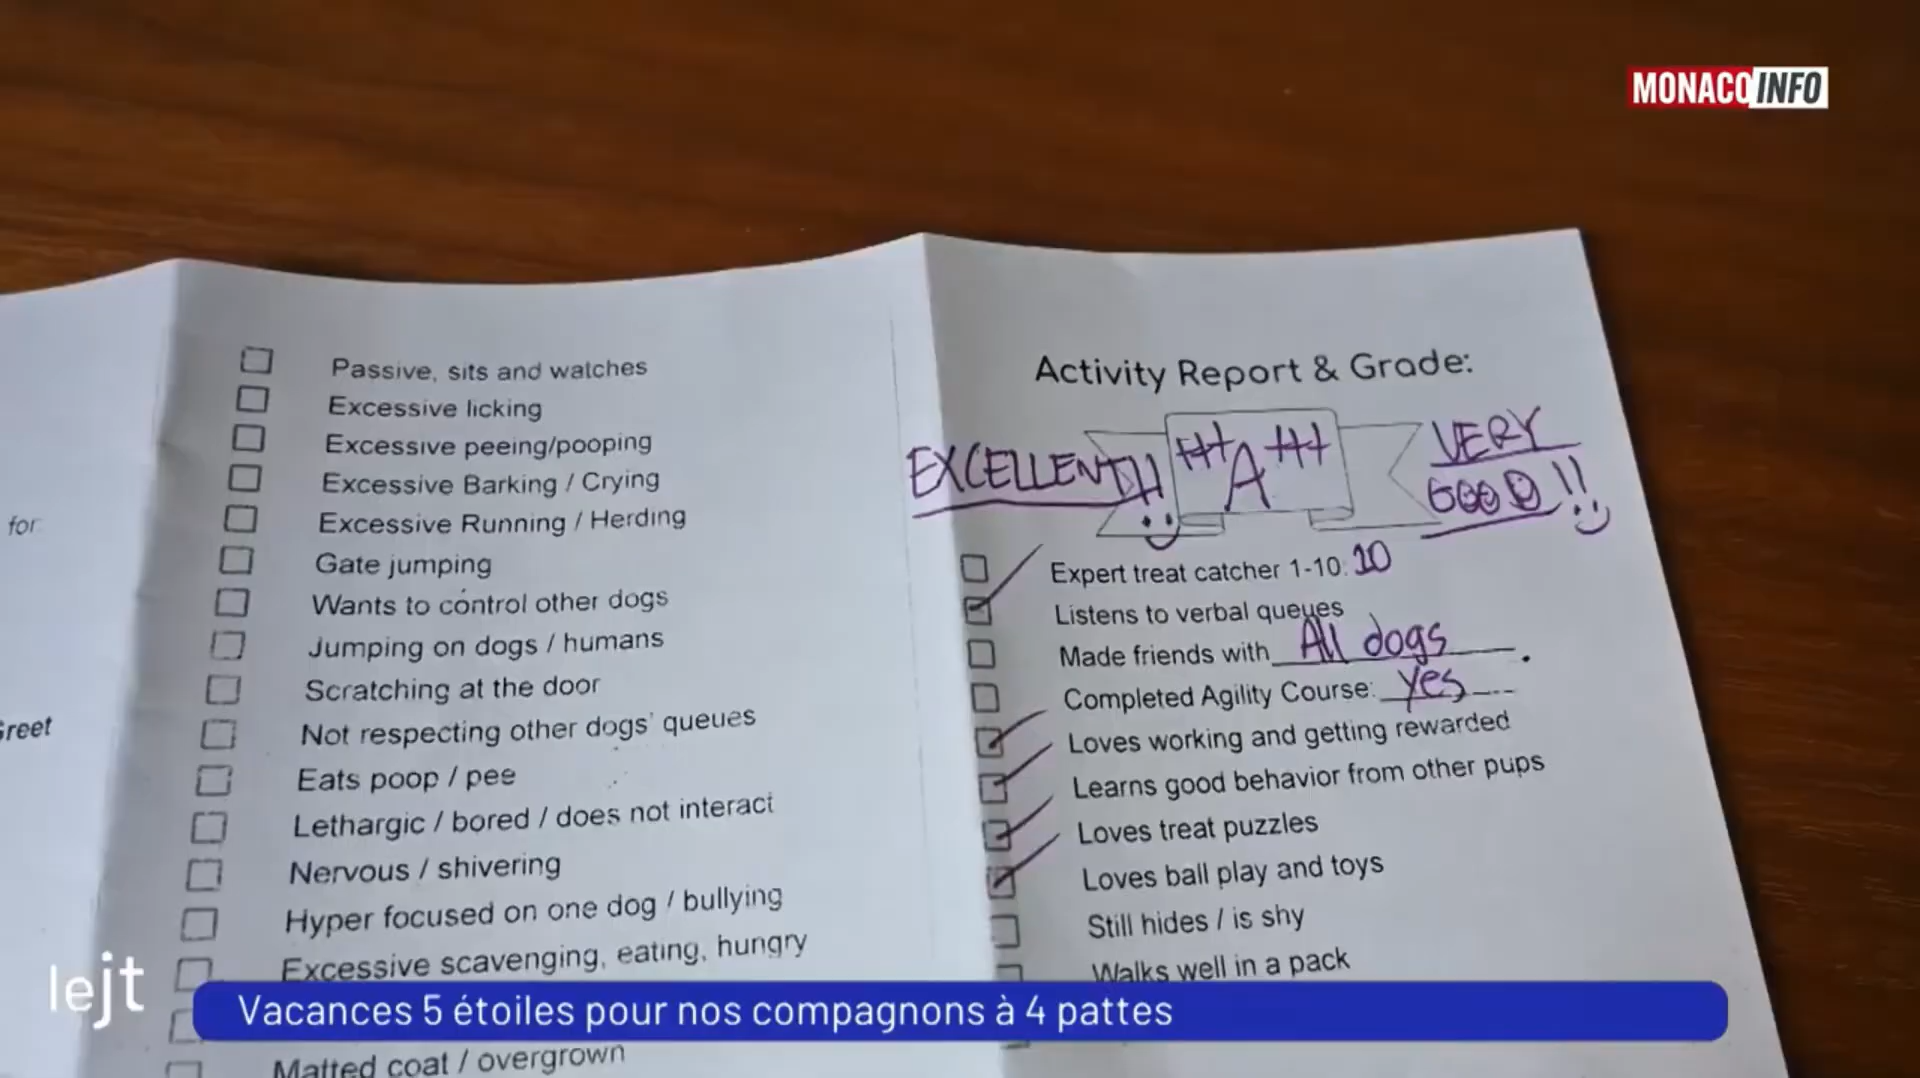 MONACOINFO
for
Greet
Passive, sits and watches
Excessive licking
Excessive peeing/pooping
Excessive Barking / Crying
Excessive Running / Herding
Gate jumping
Wants to control other dogs
Jumping on dogs / humans
Scratching at the door
Not respecting other dogs' queues
Eats poop / pee
Lethargic / bored / does not interact
Nervous / shivering
Hyper focused on one dog / bullying
Excessive scavenging, eating, hungry
Matted coat / overgrown
Activity Report & Grade:
EXCELLENT!!
+++A+++
VERY
GOOD!!
Expert treat catcher 1-10: 10
Listens to verbal queues
Made friends with All dogs.
Completed Agility Course: Yes
Loves working and getting rewarded
Learns good behavior from other pups
Loves treat puzzles
Loves ball play and toys
Still hides / is shy
Walks well in a pack
lejt
Vacances 5 étoiles pour nos compagnons à 4 pattes